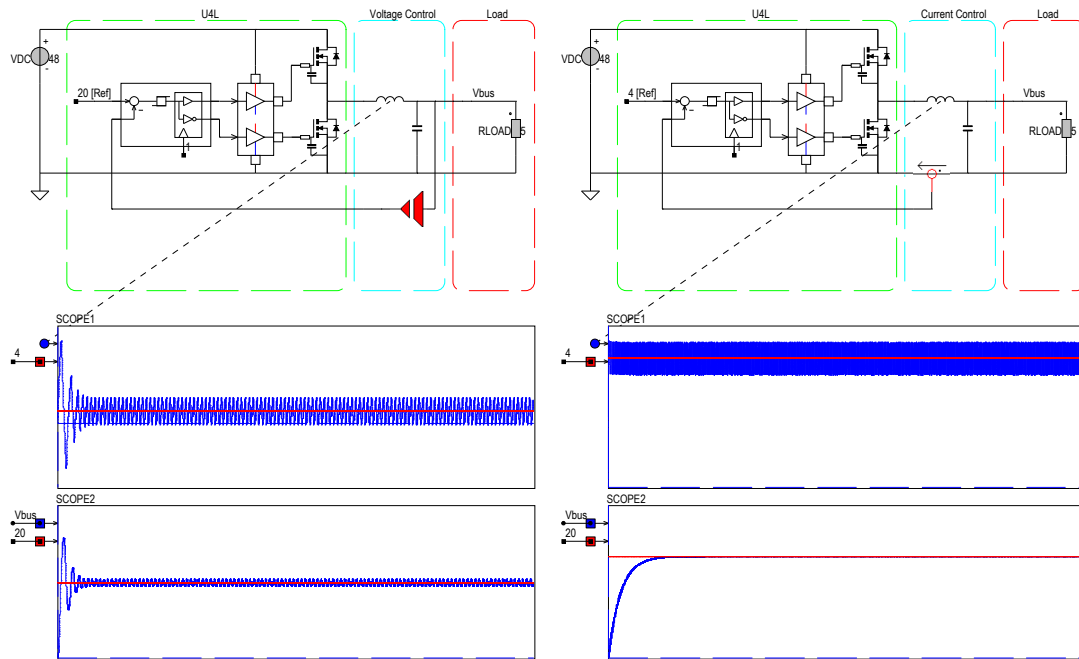 U4L
Voltage Control
Load
VDC
48
+
-
20 [Ref]
-
1
Vbus
RLOAD
5
SCOPE1
4
SCOPE2
Vbus
20
U4L
Current Control
Load
VDC
48
+
-
4 [Ref]
-
1
Vbus
RLOAD
5
SCOPE1
4
SCOPE2
Vbus
20